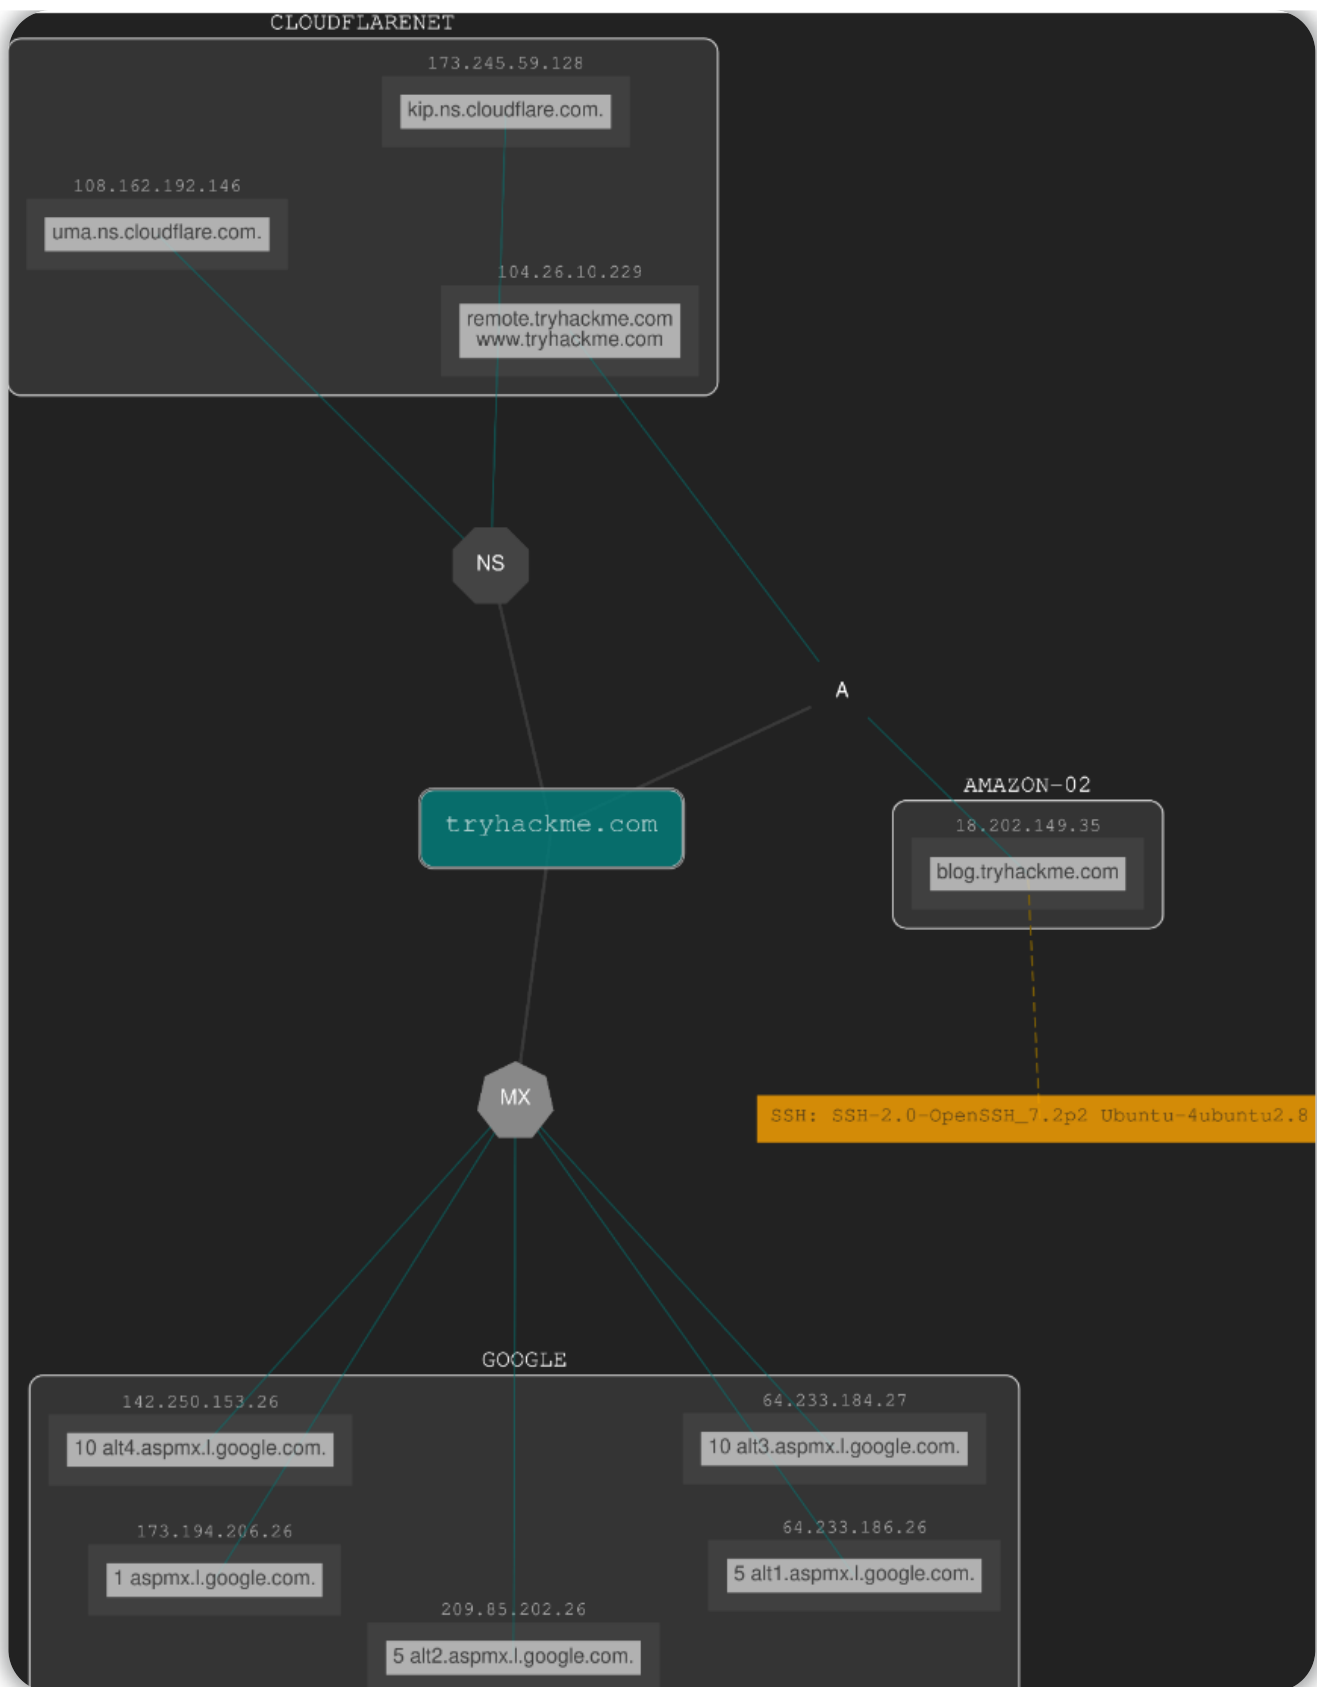 CLOUDFLARENET
173.245.59.128
kip.ns.cloudflare.com.
108.162.192.146
uma.ns.cloudflare.com.
104.26.10.229
remote.tryhackme.com
www.tryhackme.com
NS
A
tryhackme.com
AMAZON-02
18.202.149.35
blog.tryhackme.com
MX
SSH: SSH-2.0-OpenSSH_7.2p2 Ubuntu-4ubuntu2.8
GOOGLE
142.250.153.26
10 alt4.aspmx.l.google.com.
64.233.184.27
10 alt3.aspmx.l.google.com.
173.194.206.26
1 aspmx.l.google.com.
64.233.186.26
5 alt1.aspmx.l.google.com.
209.85.202.26
5 alt2.aspmx.l.google.com.